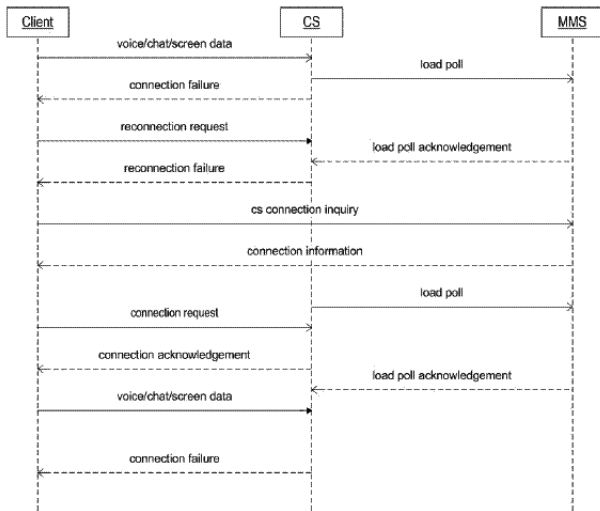 Client
CS
MMS
voice/chat/screen data
load poll
connection failure
reconnection request
load poll acknowledgement
reconnection failure
cs connection inquiry
connection information
load poll
connection request
connection acknowledgement
load poll acknowledgement
voice/chat/screen data
connection failure